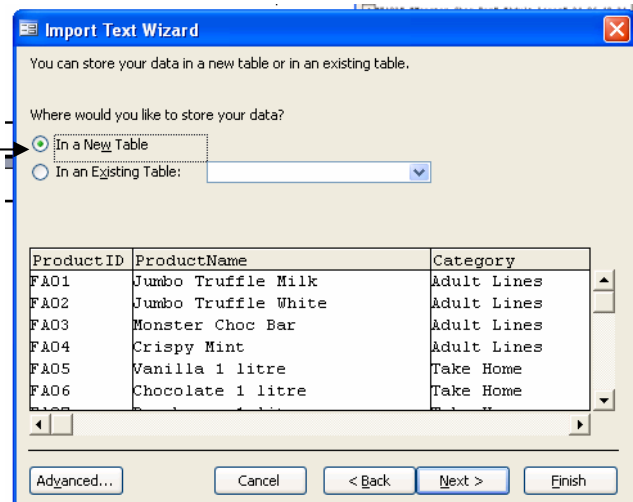 Import Text Wizard
You can store your data in a new table or in an existing table.
Where would you like to store your data?
In a New Table
In an Existing Table:
ProductID ProductName Category
FA01 Jumbo Truffle Milk Adult Lines
FA02 Jumbo Truffle White Adult Lines
FA03 Monster Choc Bar Adult Lines
FA04 Crispy Mint Adult Lines
FA05 Vanilla 1 litre Take Home
FA06 Chocolate 1 litre Take Home
Advanced... Cancel < Back Next > Finish